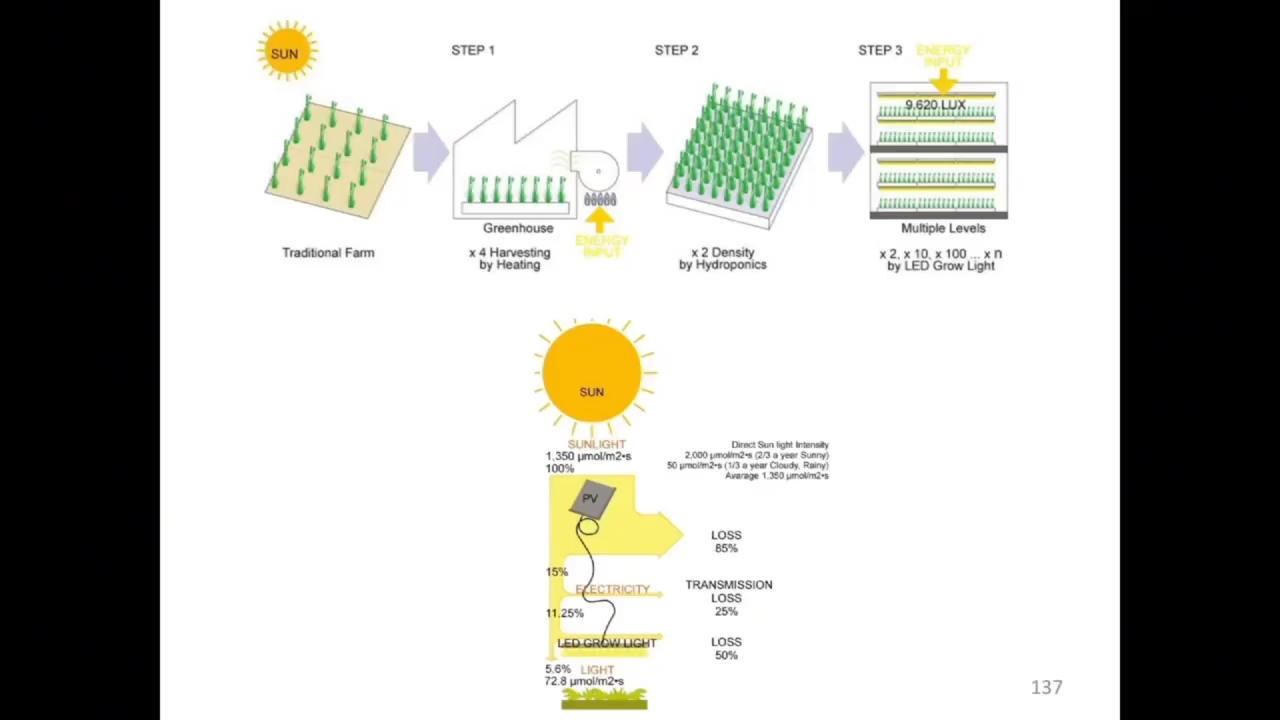 SUN
STEP 1
STEP 2
STEP 3
ENERGY
INPUT
9.620 LUX
Greenhouse
ENERGY
INPUT
Multiple Levels
Traditional Farm
x 4 Harvesting
by Heating
x 2 Density
by Hydroponics
x 2, x 10, x 100 ... x n
by LED Grow Light
SUN
SUNLIGHT
1,350 µmol/m2•s
100%
Direct Sun light Intensity
2,000 µmol/m2•s (2/3 a year Sunny)
50 µmol/m2•s (1/3 a year Cloudy, Rainy)
Avarage 1,350 µmol/m2•s
PV
LOSS
85%
15%
ELECTRICITY
TRANSMISSION
LOSS
25%
11.25%
LED GROW LIGHT
LOSS
50%
5.6% LIGHT
72.8 µmol/m2•s
137